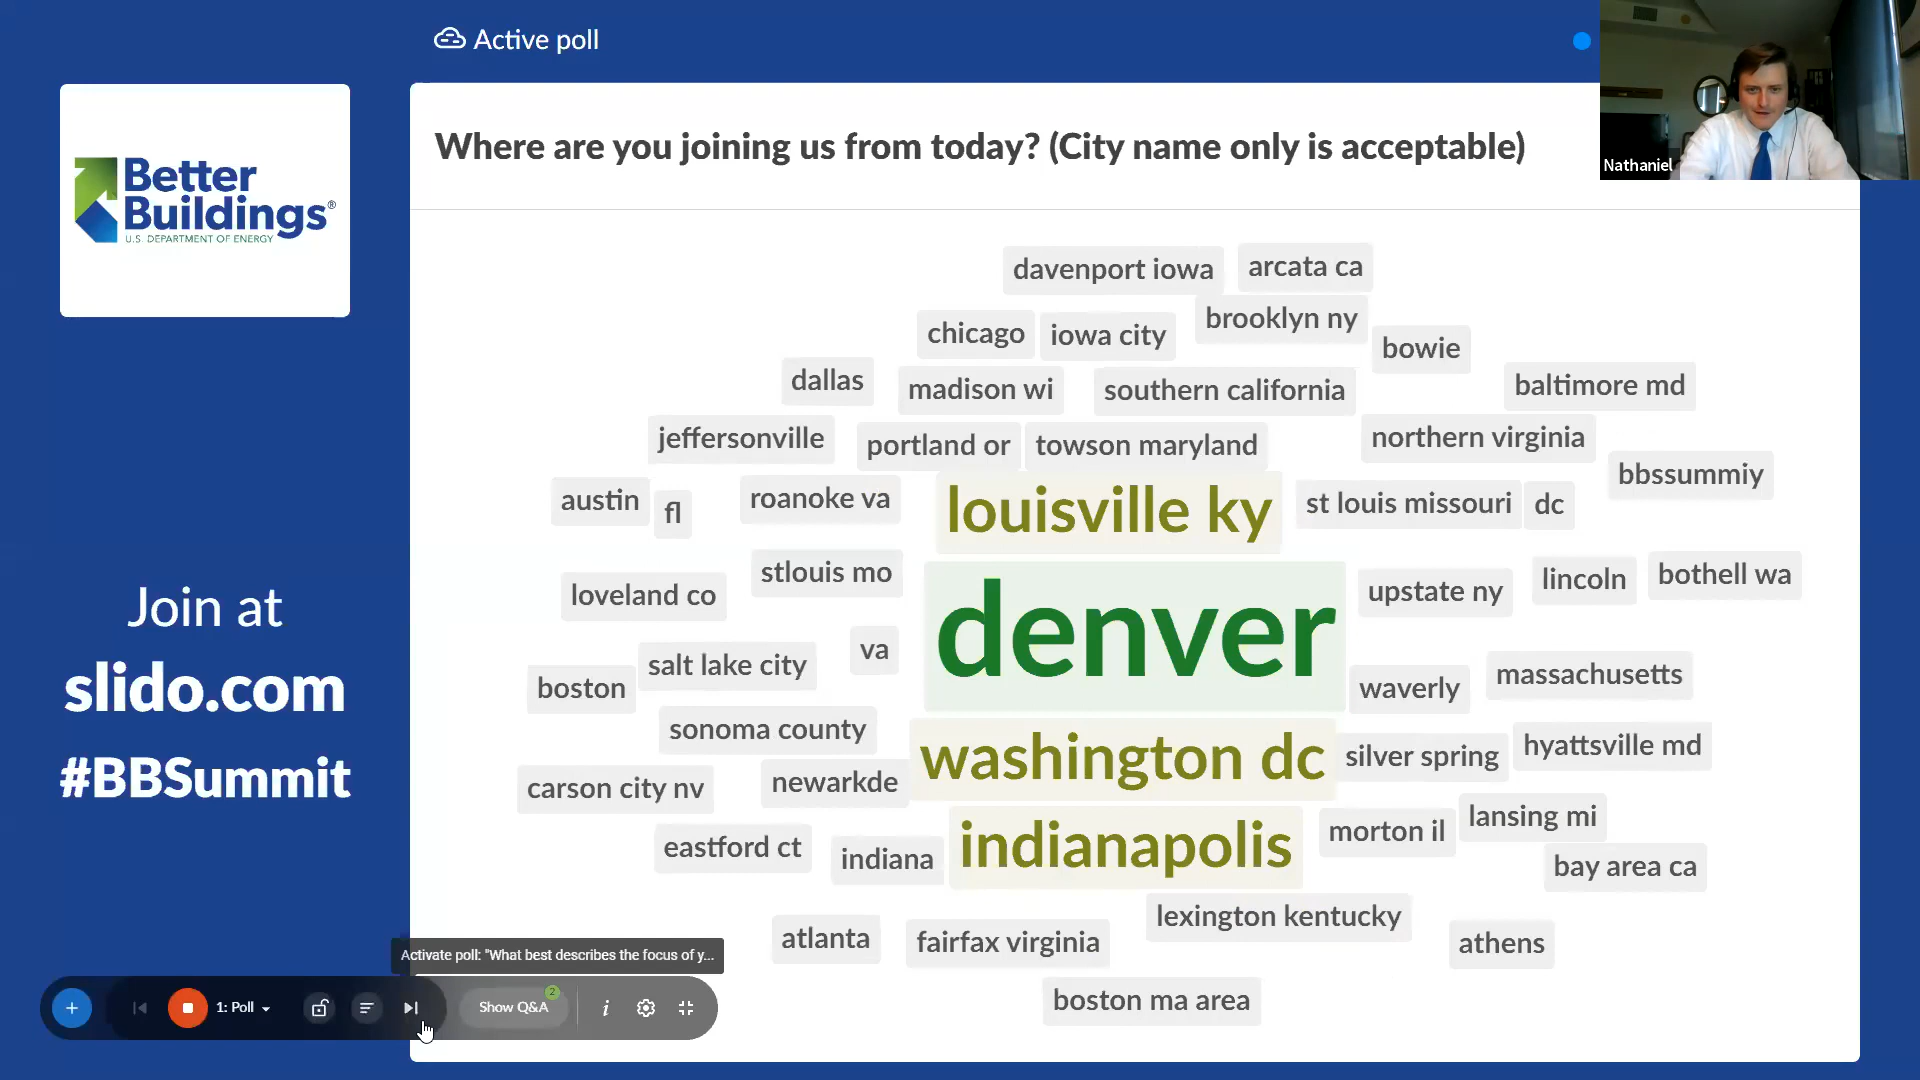 Active poll
Better
Buildings®
U.S. DEPARTMENT OF ENERGY
Where are you joining us from today? (City name only is acceptable)
Nathaniel
davenport iowa
arcata ca
chicago
iowa city
brooklyn ny
bowie
dallas
madison wi
southern california
baltimore md
jeffersonville
portland or
towson maryland
northern virginia
bbssummiy
austin
fl
roanoke va
louisville ky
st louis missouri
dc
loveland co
stlouis mo
denver
upstate ny
lincoln
bothell wa
boston
salt lake city
va
waverly
massachusetts
sonoma county
washington dc
silver spring
hyattsville md
carson city nv
newarkde
eastford ct
indiana
indianapolis
morton il
lansing mi
bay area ca
atlanta
fairfax virginia
lexington kentucky
athens
boston ma area
Join at
slido.com
#BBSummit
Activate poll: "What best describes the focus of y...
1: Poll
Show Q&A
2